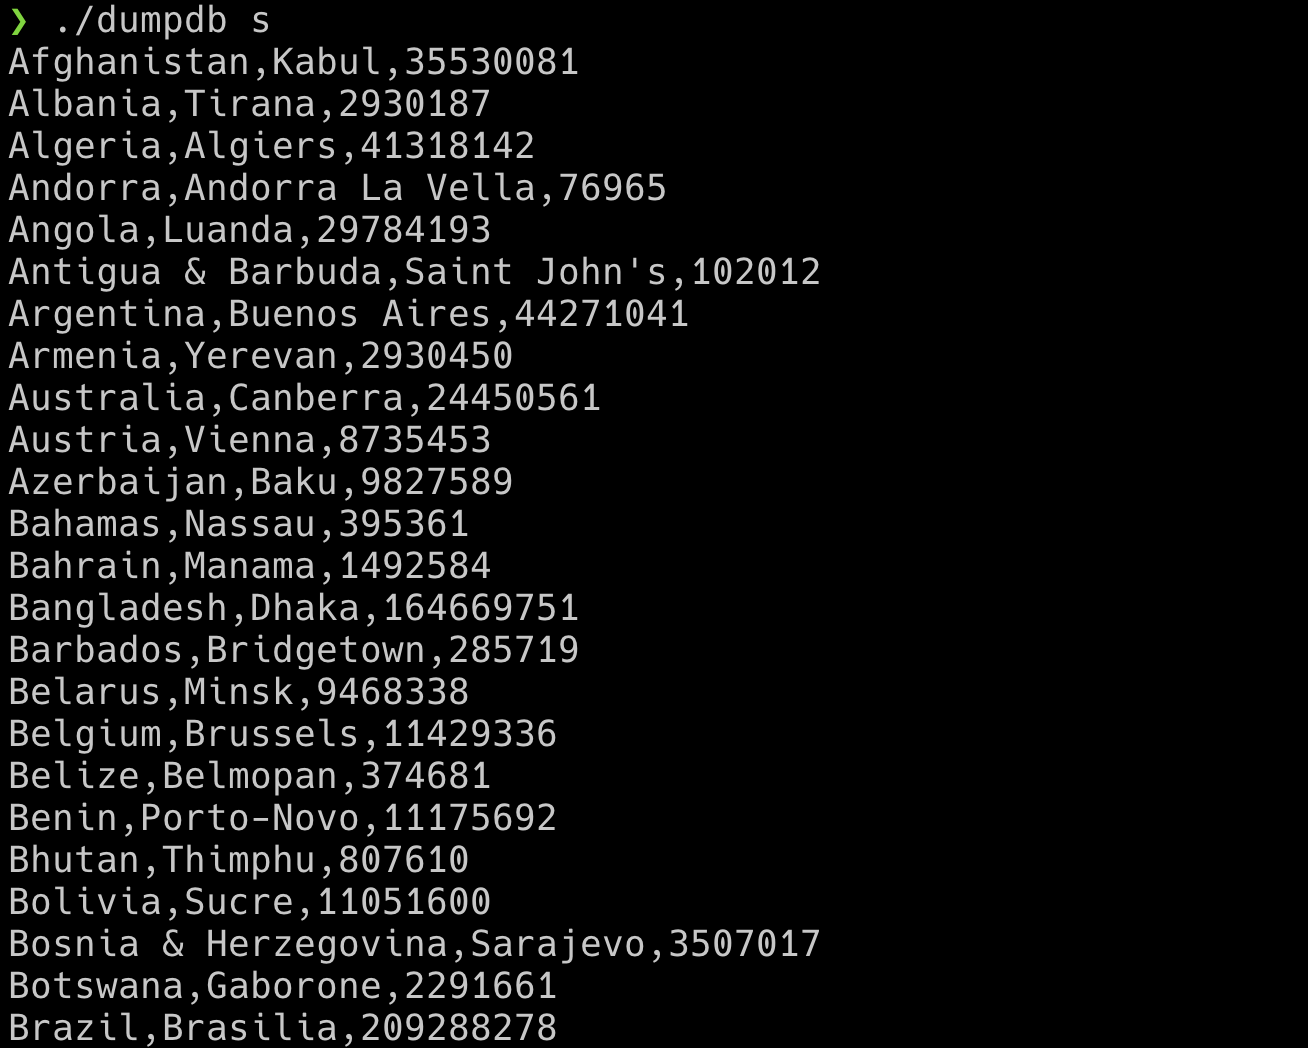 ❯ ./dumpdb s
Afghanistan,Kabul,35530081
Albania,Tirana,2930187
Algeria,Algiers,41318142
Andorra,Andorra La Vella,76965
Angola,Luanda,29784193
Antigua & Barbuda,Saint John's,102012
Argentina,Buenos Aires,44271041
Armenia,Yerevan,2930450
Australia,Canberra,24450561
Austria,Vienna,8735453
Azerbaijan,Baku,9827589
Bahamas,Nassau,395361
Bahrain,Manama,1492584
Bangladesh,Dhaka,164669751
Barbados,Bridgetown,285719
Belarus,Minsk,9468338
Belgium,Brussels,11429336
Belize,Belmopan,374681
Benin,Porto-Novo,11175692
Bhutan,Thimphu,807610
Bolivia,Sucre,11051600
Bosnia & Herzegovina,Sarajevo,3507017
Botswana,Gaborone,2291661
Brazil,Brasilia,209288278